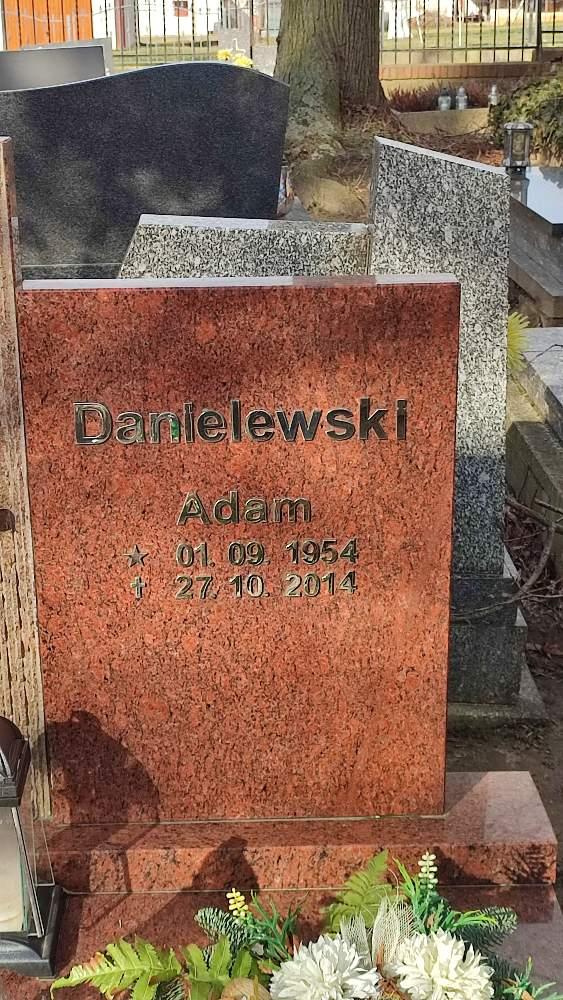 Danielewski
Adam
★ 01. 09. 1954
✝ 27. 10. 2014